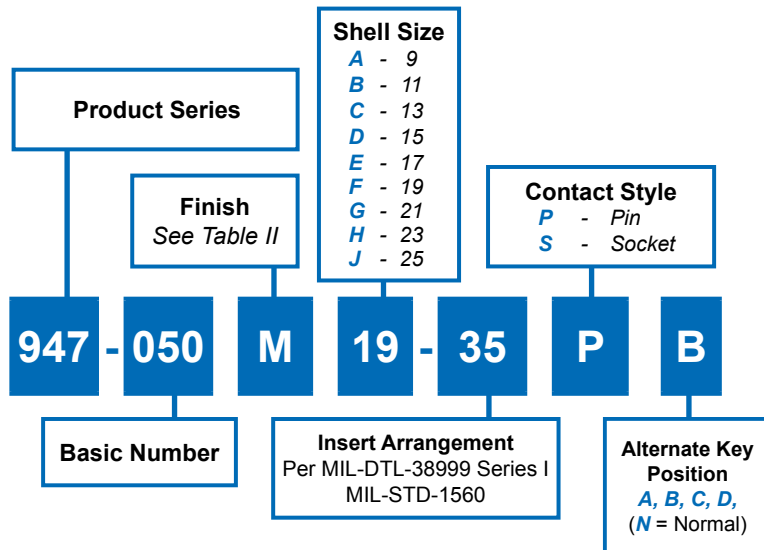 Shell Size
A - 9
B - 11
C - 13
D - 15
E - 17
F - 19
G - 21
H - 23
J - 25
Product Series
Finish
See Table II
Contact Style
P - Pin
S - Socket
947 - 050 M 19 - 35 P B
Basic Number
Insert Arrangement
Per MIL-DTL-38999 Series I
MIL-STD-1560
Alternate Key
Position
A, B, C, D,
(N = Normal)